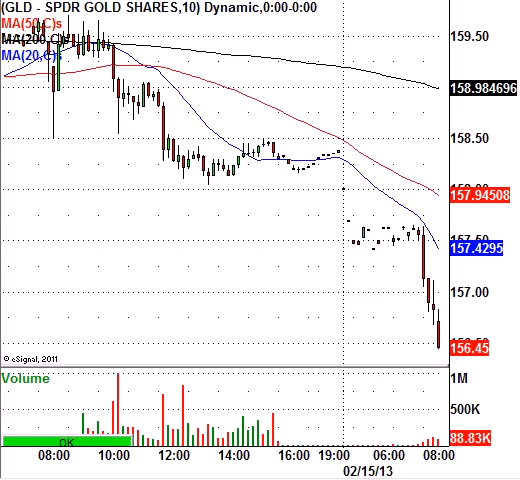 (GLD - SPDR GOLD SHARES,10) Dynamic,0:00-0:00
MA(50,C)s
MA(200,C)s
MA(20,C)s
159.50
158.984696
158.50
157.94508
157.4295
157.00
156.45
© eSignal, 2011
Volume
1M
500K
88.83K
OK
08:00 10:00 12:00 14:00 16:00 19:00 06:00 08:00
02/15/13